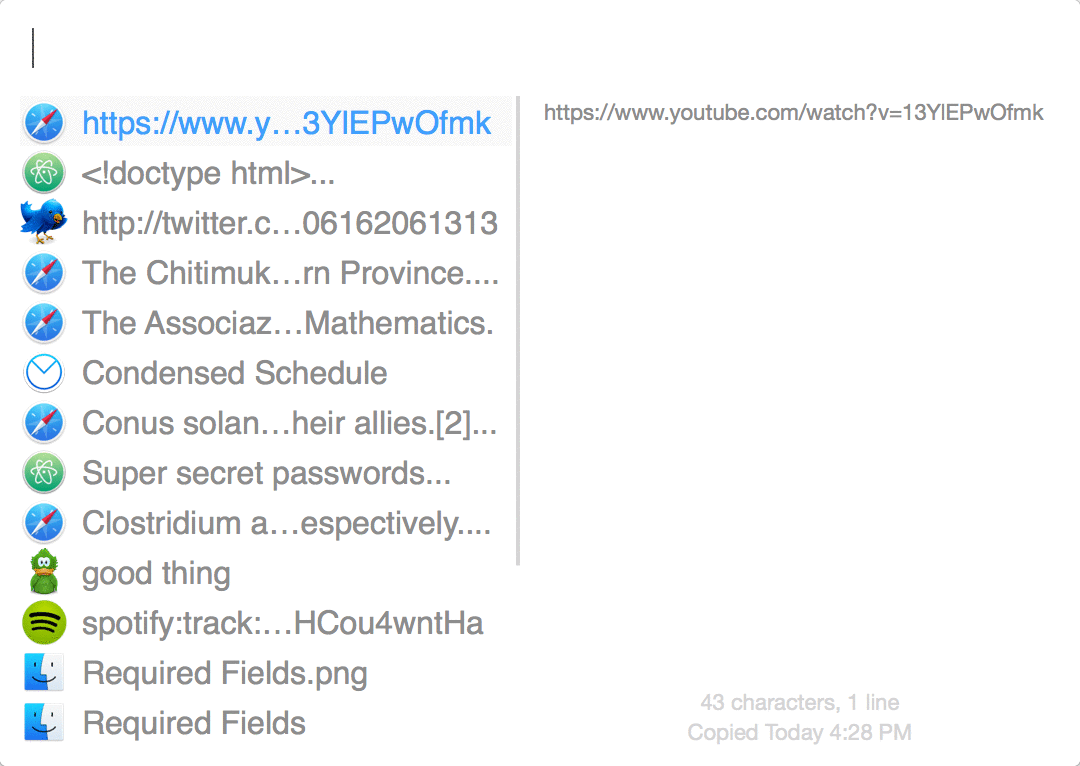 https://www.y…3YlEPwOfmk
<!doctype html>...
http://twitter.c…06162061313
The Chitimuk…rn Province....
The Associaz…Mathematics.
Condensed Schedule
Conus solan…heir allies.[2]...
Super secret passwords...
Clostridium a…espectively....
good thing
spotify:track:…HCou4wntHa
Required Fields.png
Required Fields
https://www.youtube.com/watch?v=13YlEPwOfmk
43 characters, 1 line
Copied Today 4:28 PM